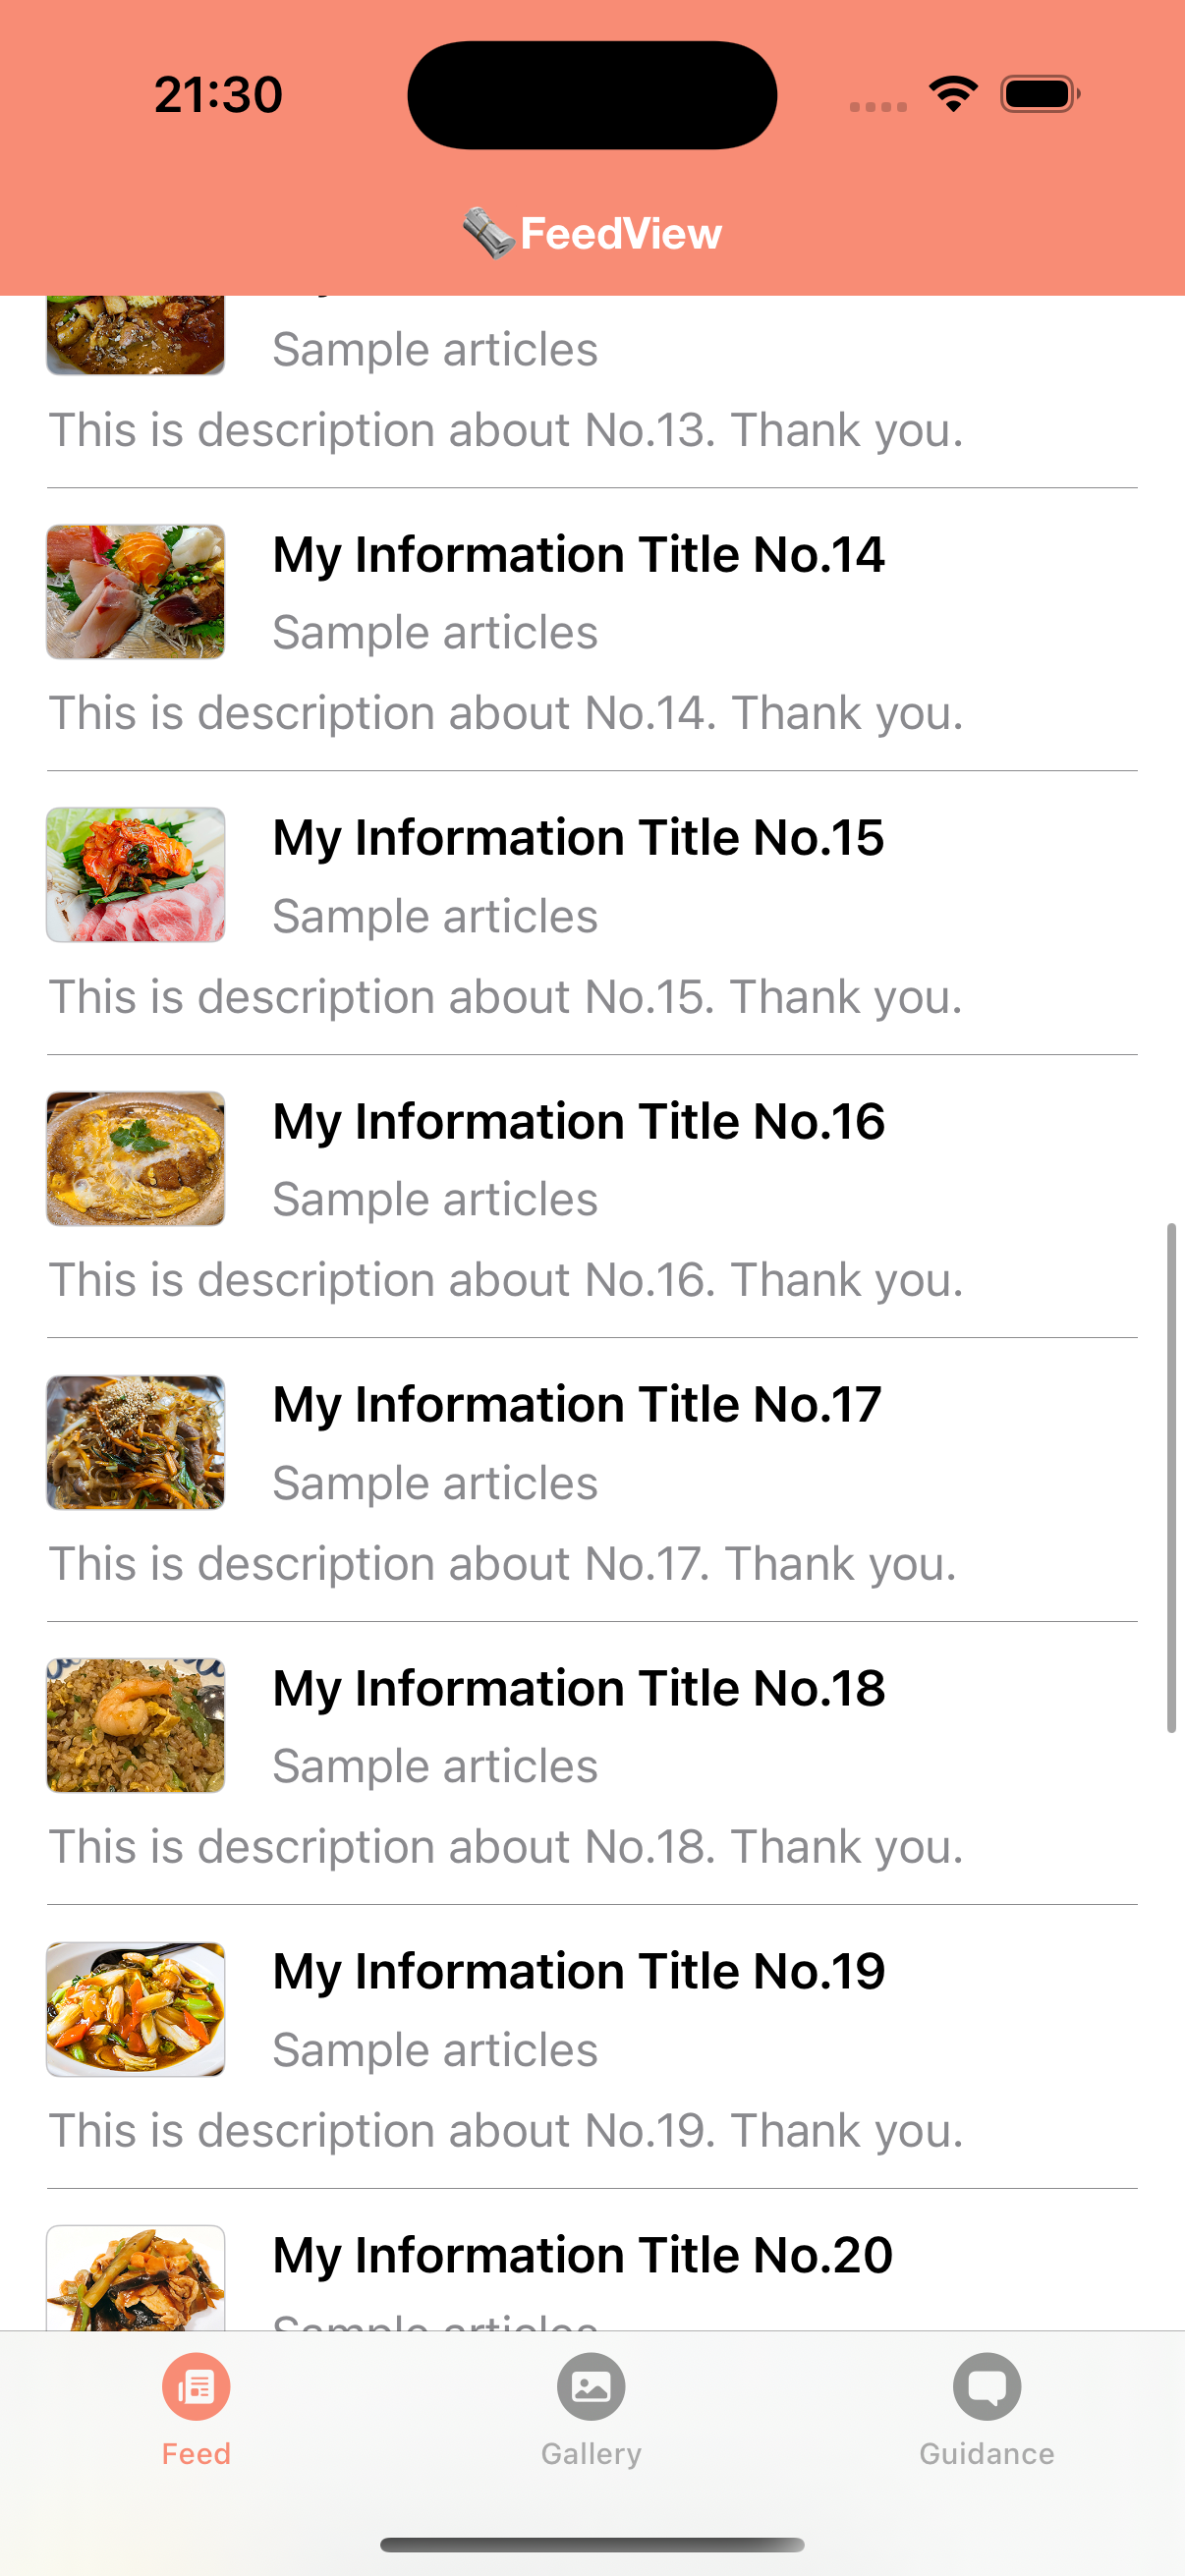 21:30
FeedView
Sample articles
This is description about No.13. Thank you.
My Information Title No.14
Sample articles
This is description about No.14. Thank you.
My Information Title No.15
Sample articles
This is description about No.15. Thank you.
My Information Title No.16
Sample articles
This is description about No.16. Thank you.
My Information Title No.17
Sample articles
This is description about No.17. Thank you.
My Information Title No.18
Sample articles
This is description about No.18. Thank you.
My Information Title No.19
Sample articles
This is description about No.19. Thank you.
My Information Title No.20
Sample articles
Feed
Gallery
Guidance